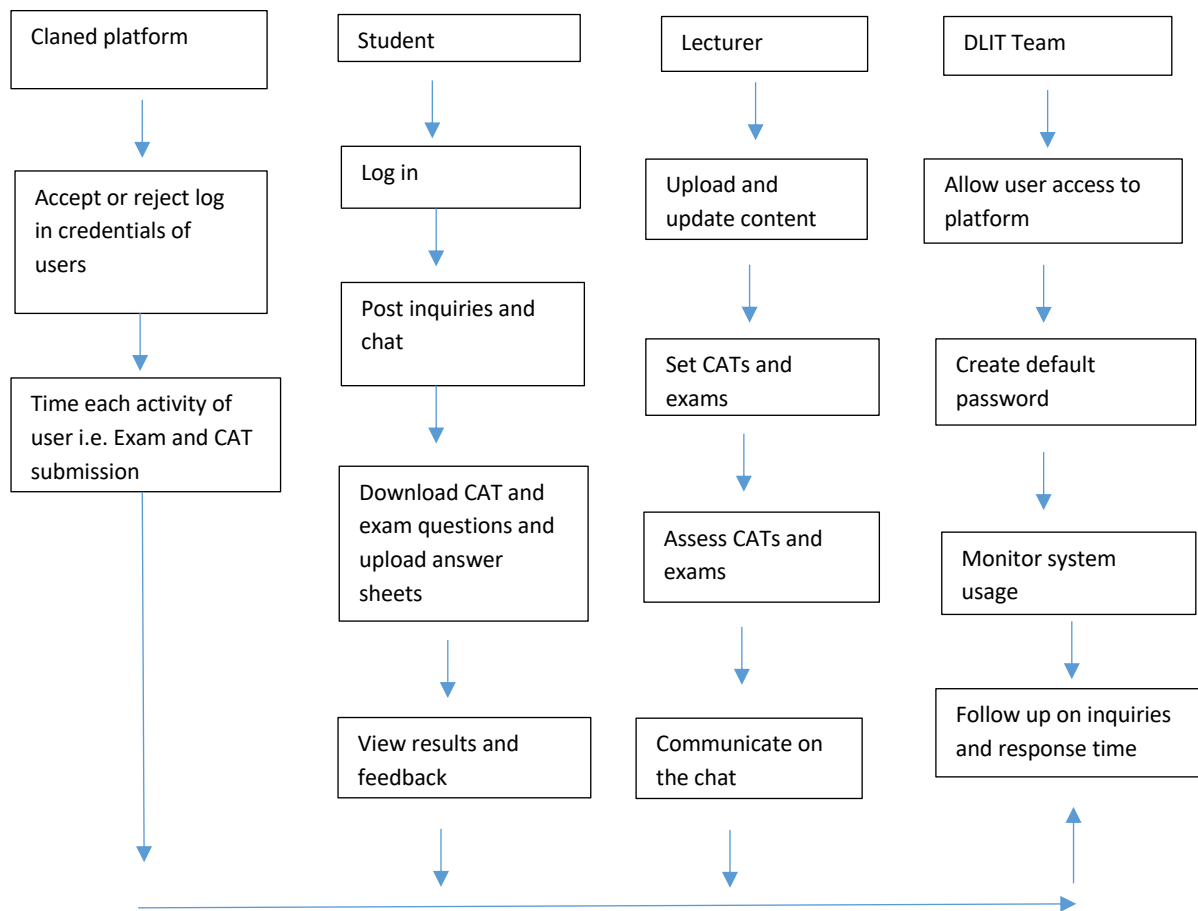 Claned platform
Student
Lecturer
DLIT Team
Accept or reject log
in credentials of
users
Log in
Upload and
update content
Allow user access to
platform
Post inquiries and
chat
Set CATs and
exams
Create default
password
Time each activity of
user i.e. Exam and CAT
submission
Download CAT and
exam questions and
upload answer
sheets
Assess CATs and
exams
Monitor system
usage
View results and
feedback
Communicate on
the chat
Follow up on inquiries
and response time